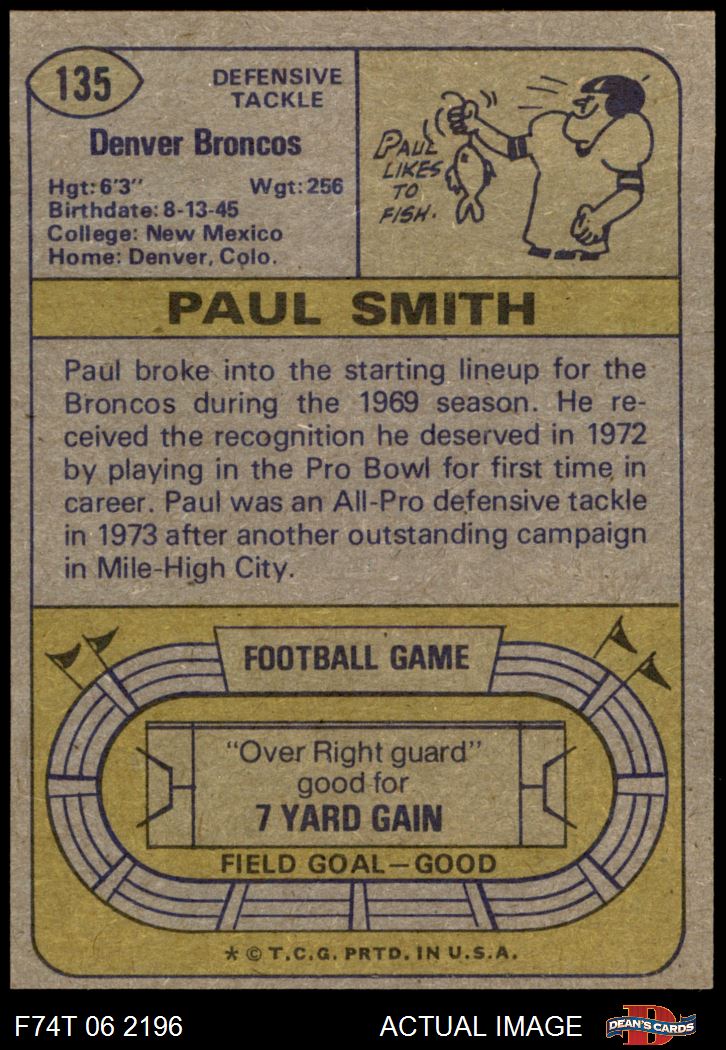 135
DEFENSIVE
TACKLE
Denver Broncos
Hgt: 6'3" Wgt: 256
Birthdate: 8-13-45
College: New Mexico
Home: Denver, Colo.
PAUL
LIKES
TO
FISH.
PAUL SMITH
Paul broke into the starting lineup for the
Broncos during the 1969 season. He re-
ceived the recognition he deserved in 1972
by playing in the Pro Bowl for first time in
career. Paul was an All-Pro defensive tackle
in 1973 after another outstanding campaign
in Mile-High City.
FOOTBALL GAME
"Over Right guard"
good for
7 YARD GAIN
FIELD GOAL—GOOD
* © T.C.G. PRTD. IN U.S.A.
F74T 06 2196 ACTUAL IMAGE D DEAN'S CARDS